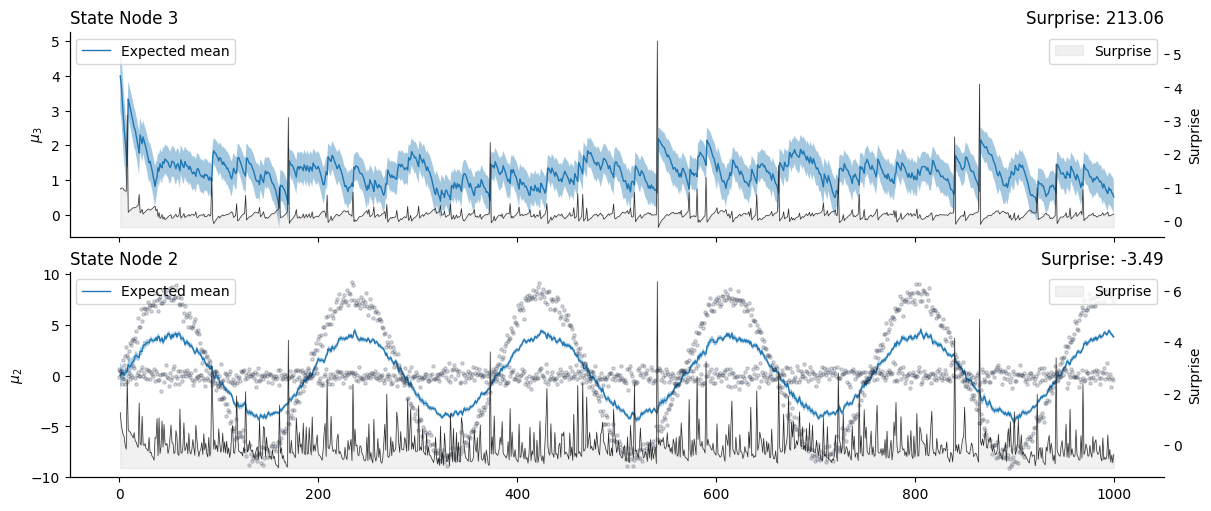 State Node 3
Surprise: 213.06
Expected mean
Surprise
5
4
3
2
1
0
μ3
5
4
3
2
1
0
Surprise
State Node 2
Surprise: -3.49
Expected mean
Surprise
10
5
0
−5
−10
μ2
6
4
2
0
Surprise
0
200
400
600
800
1000